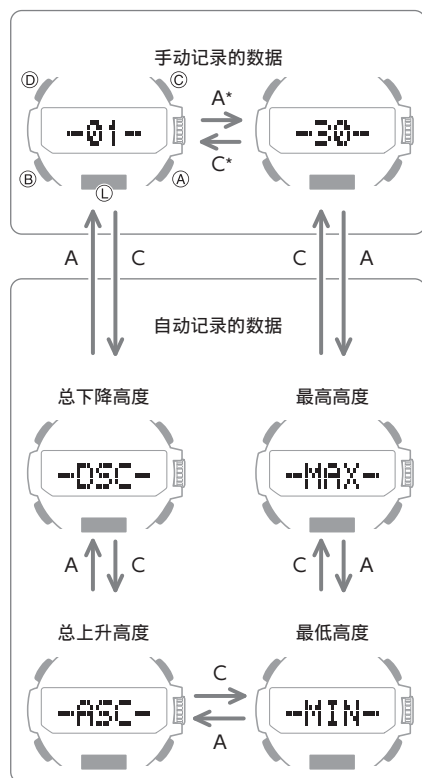 手动记录的数据
Ⓓ
Ⓒ
-01-
A*
C*
-30-
Ⓑ
Ⓛ
Ⓐ
A
C
C
A
自动记录的数据
总下降高度
最高高度
-DSC-
-MAX-
A
C
C
A
总上升高度
最低高度
-ASC-
C
A
-MIN-